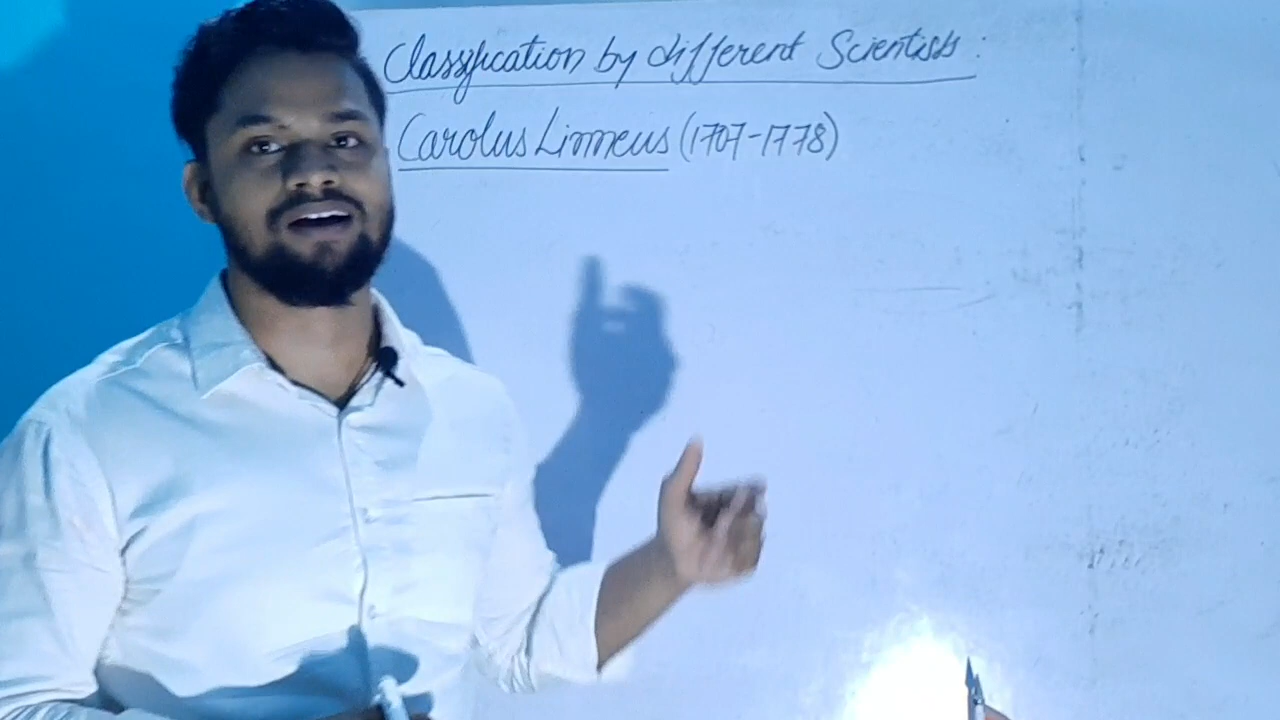 Classification by different Scientists :
Carolus Linneus (1707-1778)